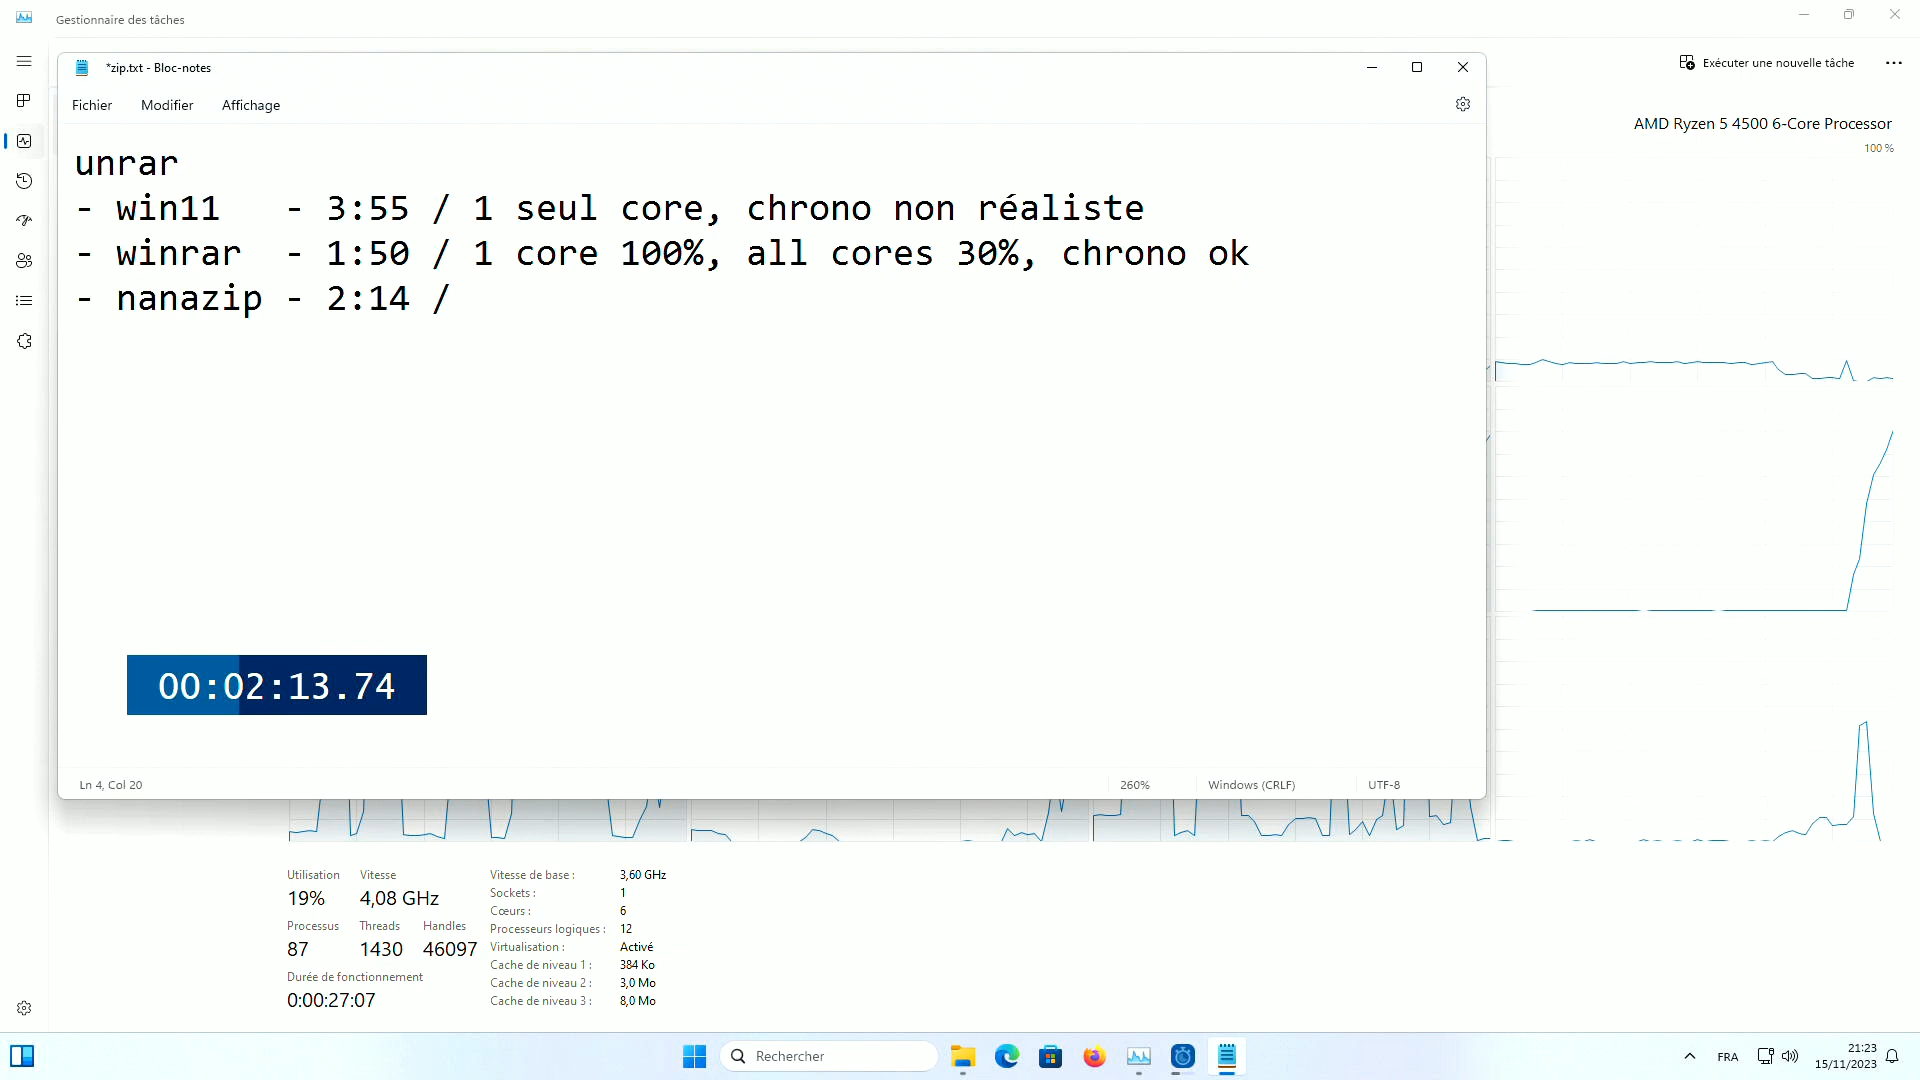 Gestionnaire des tâches
*zip.txt - Bloc-notes
Exécuter une nouvelle tâche
Fichier Modifier Affichage
AMD Ryzen 5 4500 6-Core Processor
100 %
unrar
- win11 - 3:55 / 1 seul core, chrono non réaliste
- winrar - 1:50 / 1 core 100%, all cores 30%, chrono ok
- nanazip - 2:14 /
00:02:13.74
Ln 4, Col 20 260% Windows (CRLF) UTF-8
Utilisation Vitesse
19% 4,08 GHz
Processus Threads Handles
87 1430 46097
Durée de fonctionnement
0:00:27:07
Vitesse de base : 3,60 GHz
Sockets : 1
Cœurs : 6
Processeurs logiques : 12
Virtualisation : Activé
Cache de niveau 1 : 384 Ko
Cache de niveau 2 : 3,0 Mo
Cache de niveau 3 : 8,0 Mo
Rechercher
FRA
21:23
15/11/2023